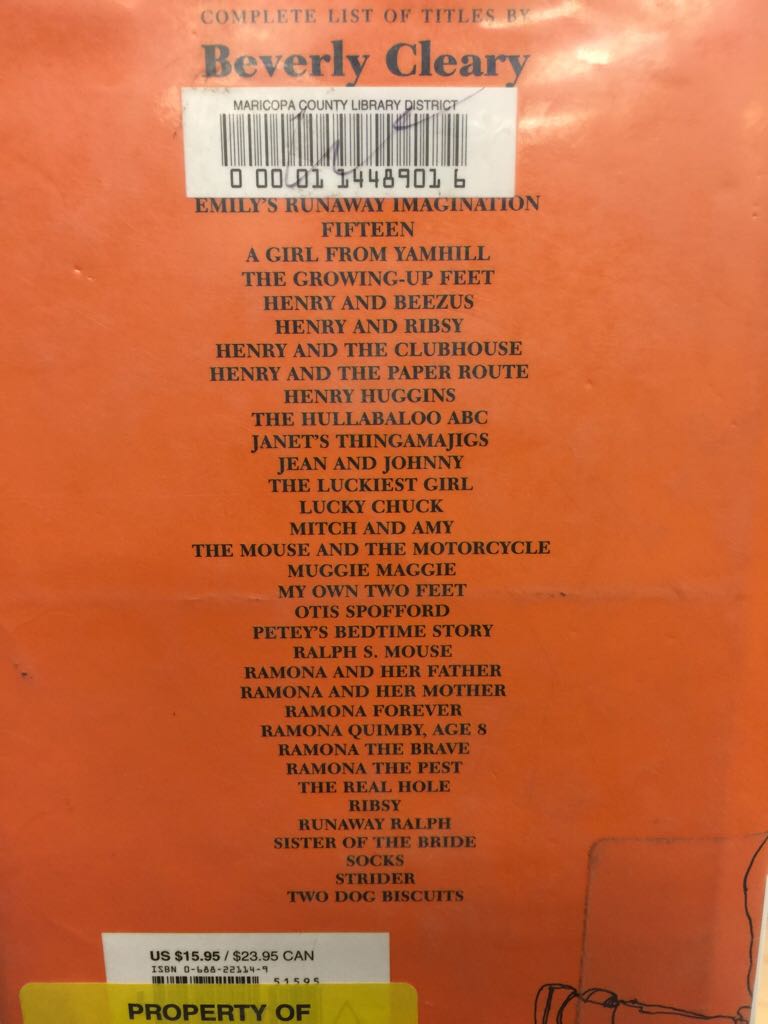 COMPLETE LIST OF TITLES BY
Beverly Cleary
MARICOPA COUNTY LIBRARY DISTRICT
0 00 01 1448901 6
EMILY'S RUNAWAY IMAGINATION
FIFTEEN
A GIRL FROM YAMHILL
THE GROWING-UP FEET
HENRY AND BEEZUS
HENRY AND RIBSY
HENRY AND THE CLUBHOUSE
HENRY AND THE PAPER ROUTE
HENRY HUGGINS
THE HULLABALOO ABC
JANET'S THINGAMAJIGS
JEAN AND JOHNNY
THE LUCKIEST GIRL
LUCKY CHUCK
MITCH AND AMY
THE MOUSE AND THE MOTORCYCLE
MUGGIE MAGGIE
MY OWN TWO FEET
OTIS SPOFFORD
PETEY'S BEDTIME STORY
RALPH S. MOUSE
RAMONA AND HER FATHER
RAMONA AND HER MOTHER
RAMONA FOREVER
RAMONA QUIMBY, AGE 8
RAMONA THE BRAVE
RAMONA THE PEST
THE REAL HOLE
RIBSY
RUNAWAY RALPH
SISTER OF THE BRIDE
SOCKS
STRIDER
TWO DOG BISCUITS
US $15.95 / $23.95 CAN
ISBN 0-688-22114-9
51595
PROPERTY OF